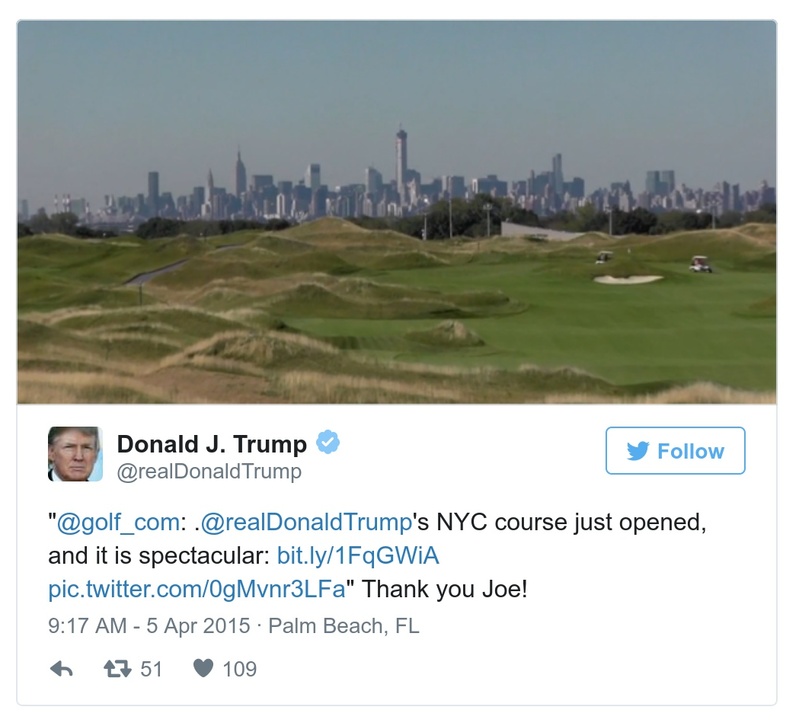 Donald J. Trump
@realDonaldTrump
Follow
"@golf_com: .@realDonaldTrump's NYC course just opened,
and it is spectacular: bit.ly/1FqGWiA
pic.twitter.com/0gMvnr3LFa" Thank you Joe!
9:17 AM - 5 Apr 2015 · Palm Beach, FL
51 109